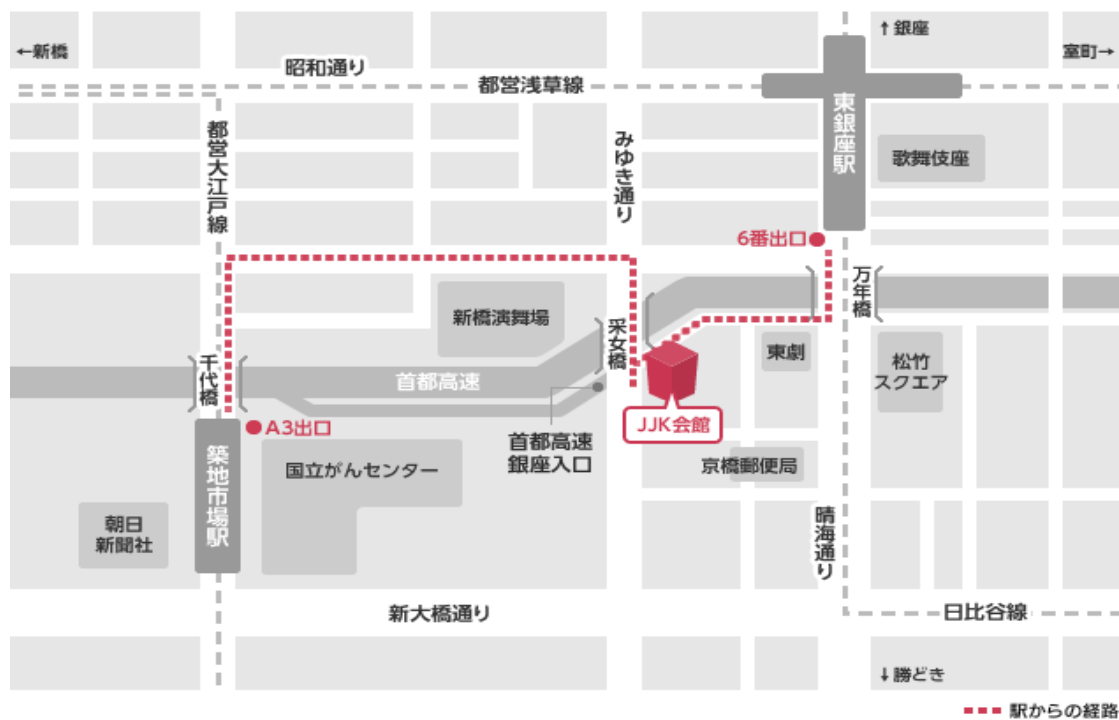 ↑銀座
←新橋
室町→
昭和通り
都営浅草線
東銀座駅
都営大江戸線
みゆき通り
歌舞伎座
6番出口
万年橋
新橋演舞場
采女橋
東劇
松竹
スクエア
千代橋
首都高速
JJK会館
A3出口
首都高速
銀座入口
京橋郵便局
国立がんセンター
築地市場駅
朝日
新聞社
晴海通り
新大橋通り
日比谷線
↓勝どき
駅からの経路